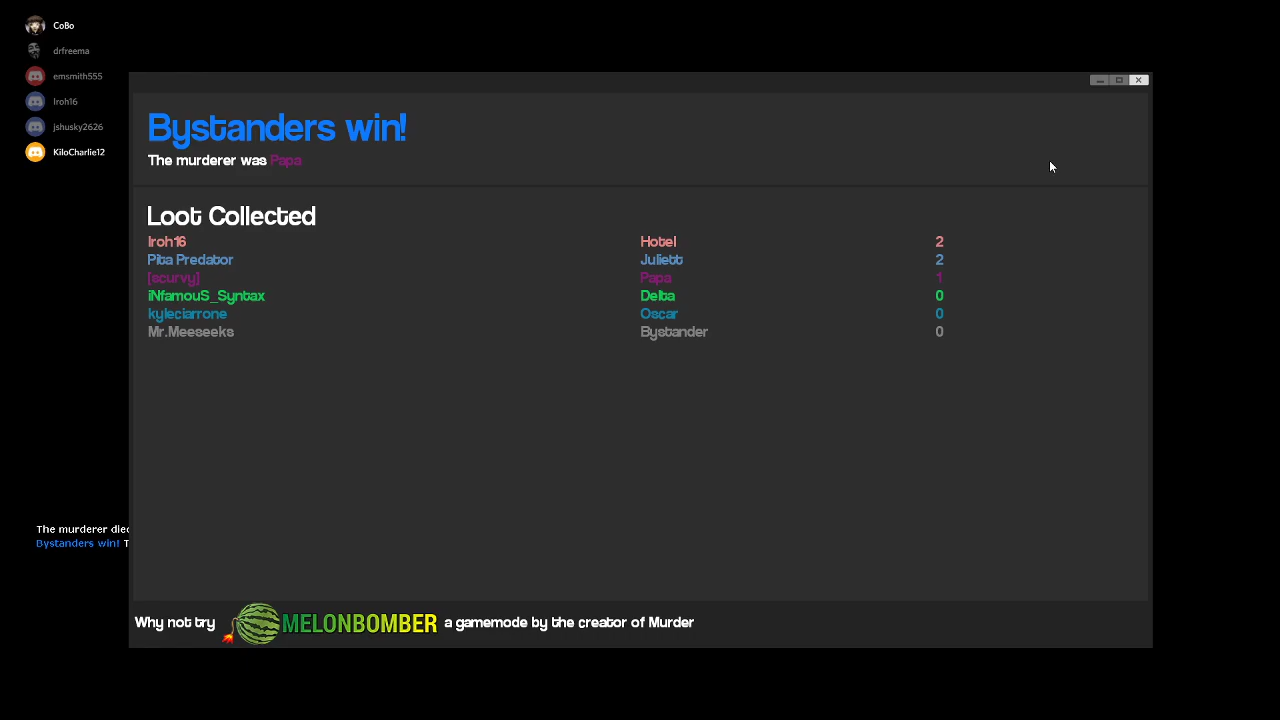 CoBo
drfreema
emsmith555
Iroh16
jshusky2626
KiloCharlie12
Bystanders win!
The murderer was Papa
Loot Collected
Iroh16 Hotel 2
Pita Predator Juliett 2
[scurvy] Papa 1
iNfamouS_Syntax Delta 0
kyleciarrone Oscar 0
Mr.Meeseeks Bystander 0
The murderer died
Bystanders win! T
Why not try MELONBOMBER a gamemode by the creator of Murder